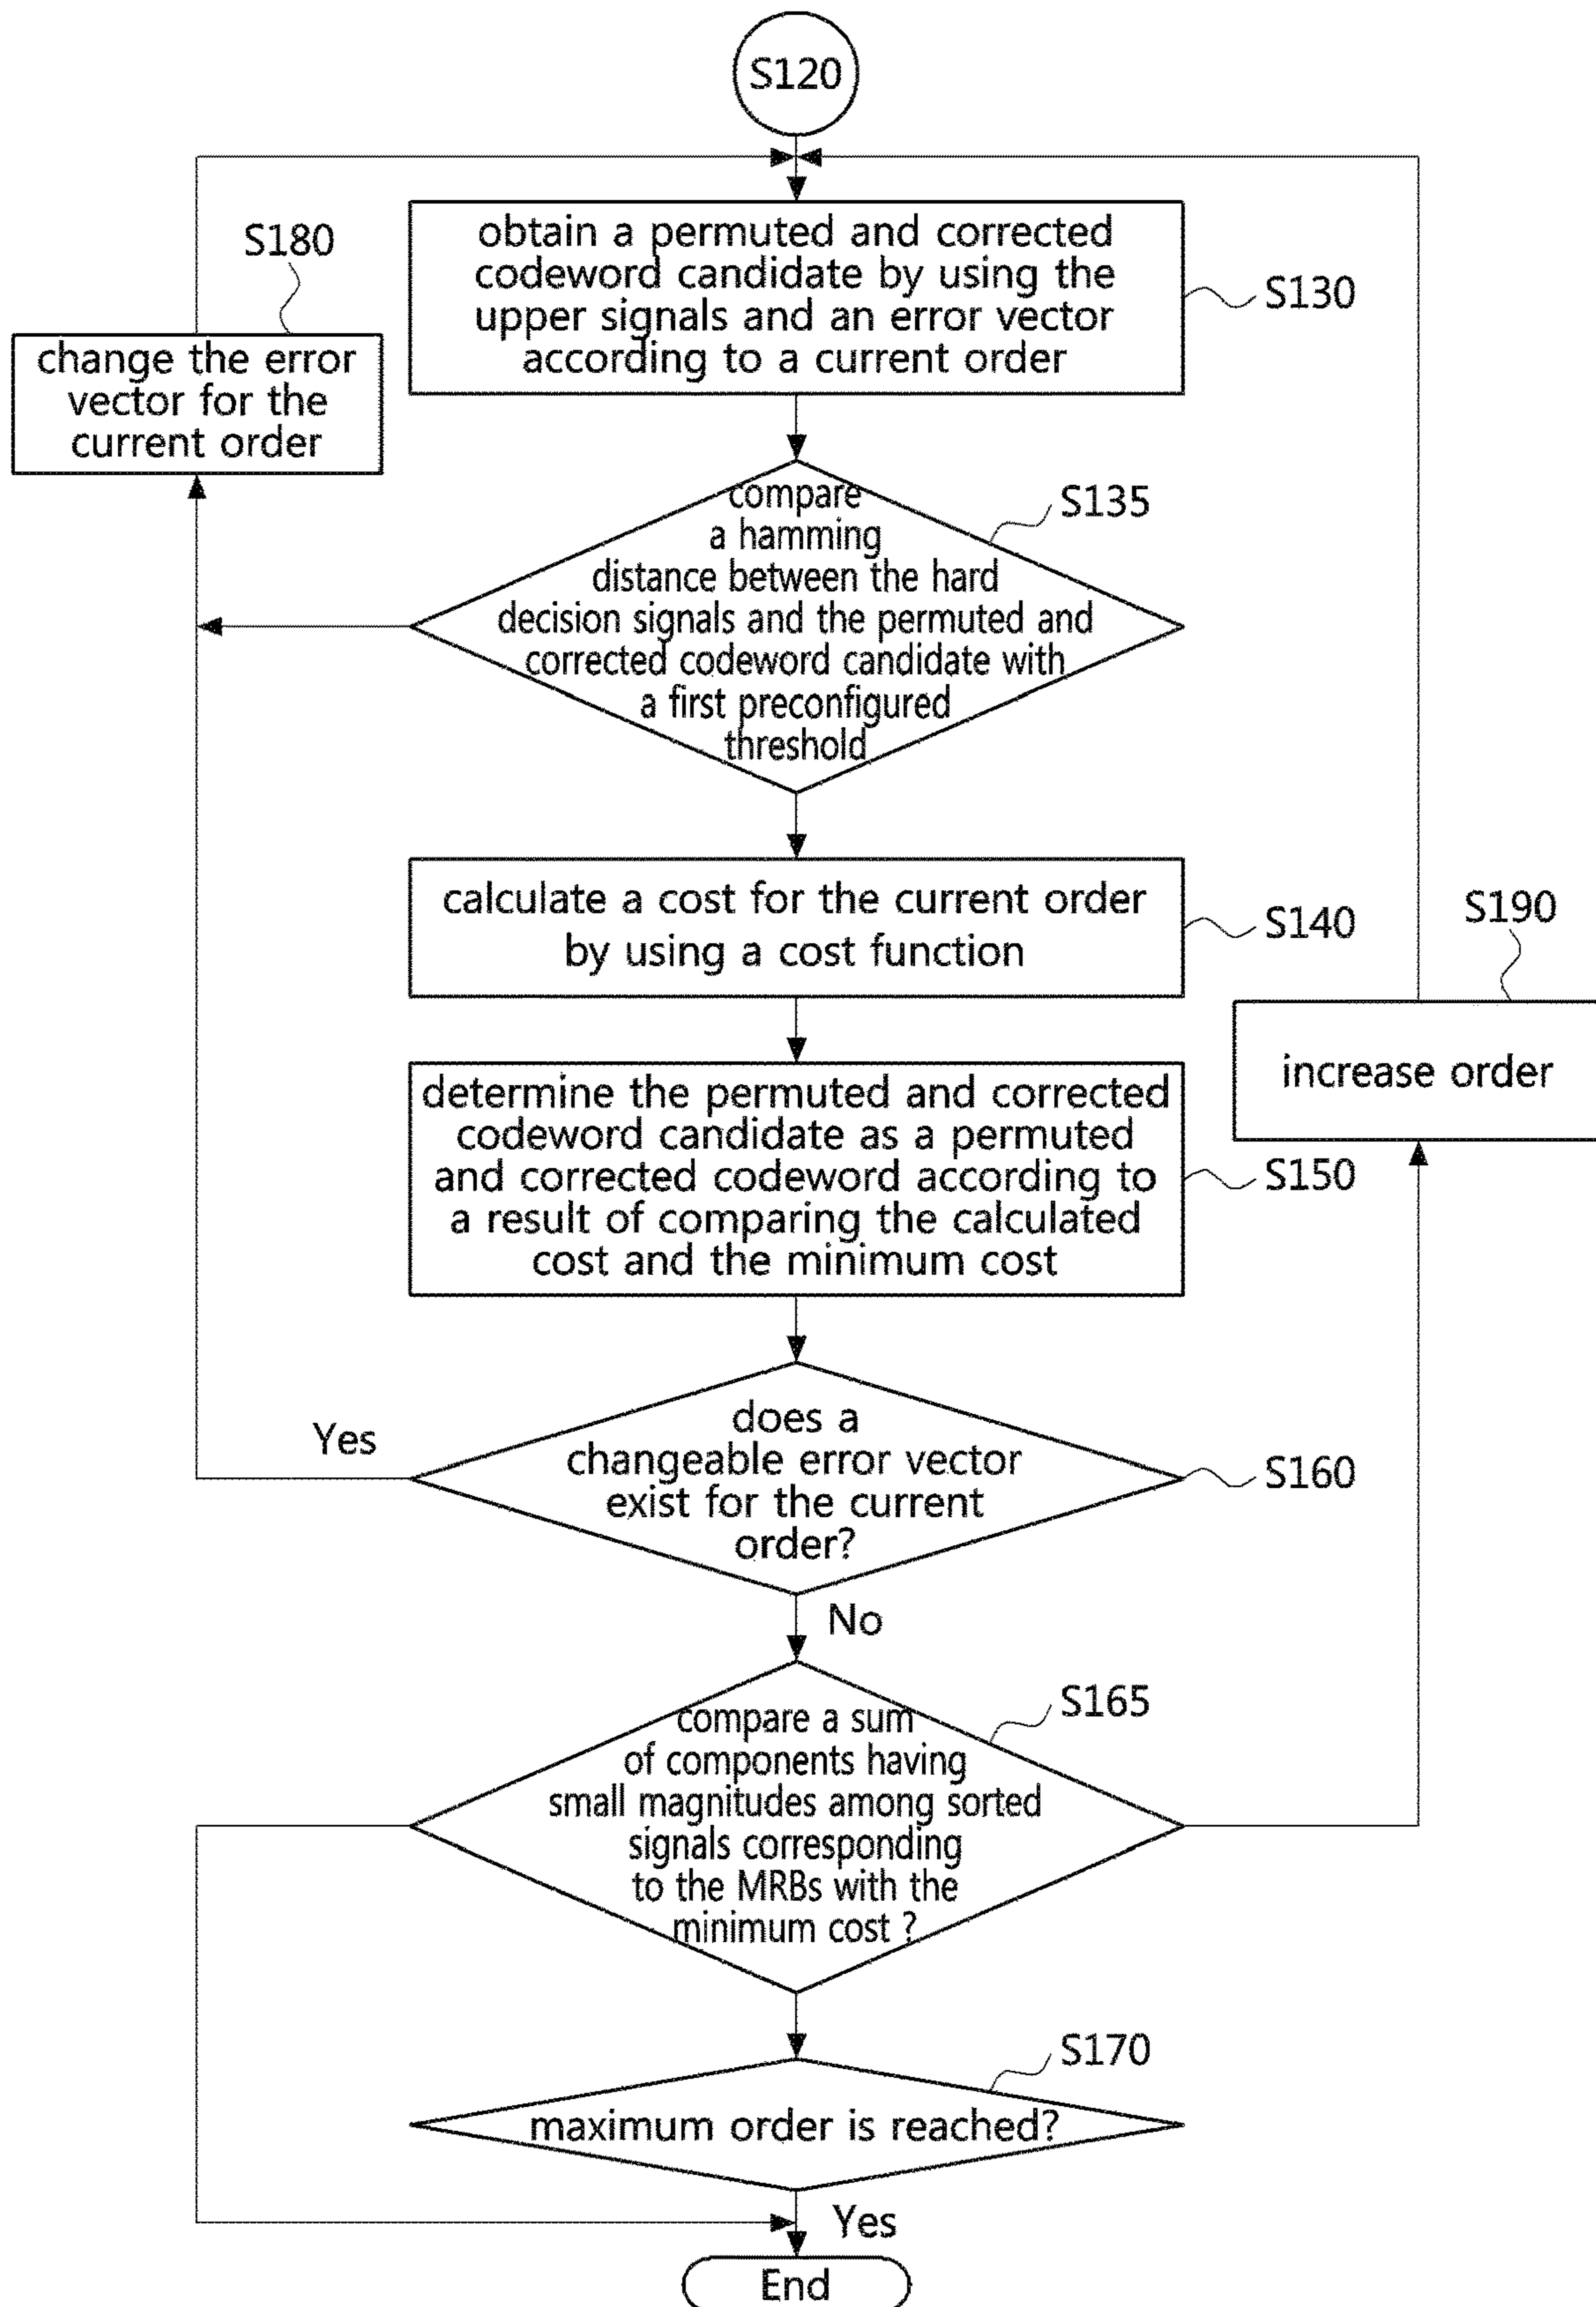 S120
obtain a permuted and corrected
codeword candidate by using the
upper signals and an error vector
according to a current order
S130
S180
change the error
vector for the
current order
compare
a hamming
distance between the hard
decision signals and the permuted and
corrected codeword candidate with
a first preconfigured
threshold
S135
calculate a cost for the current order
by using a cost function
S140
S190
increase order
determine the permuted and corrected
codeword candidate as a permuted
and corrected codeword according to
a result of comparing the calculated
cost and the minimum cost
S150
Yes
does a
changeable error vector
exist for the current
order?
S160
No
compare a sum
of components having
small magnitudes among sorted
signals corresponding
to the MRBs with the
minimum cost ?
S165
S170
maximum order is reached?
Yes
End